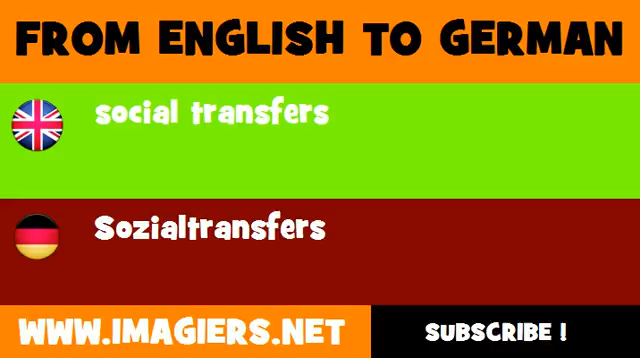 FROM ENGLISH TO GERMAN
social transfers
Sozialtransfers
WWW.IMAGIERS.NET
SUBSCRIBE !